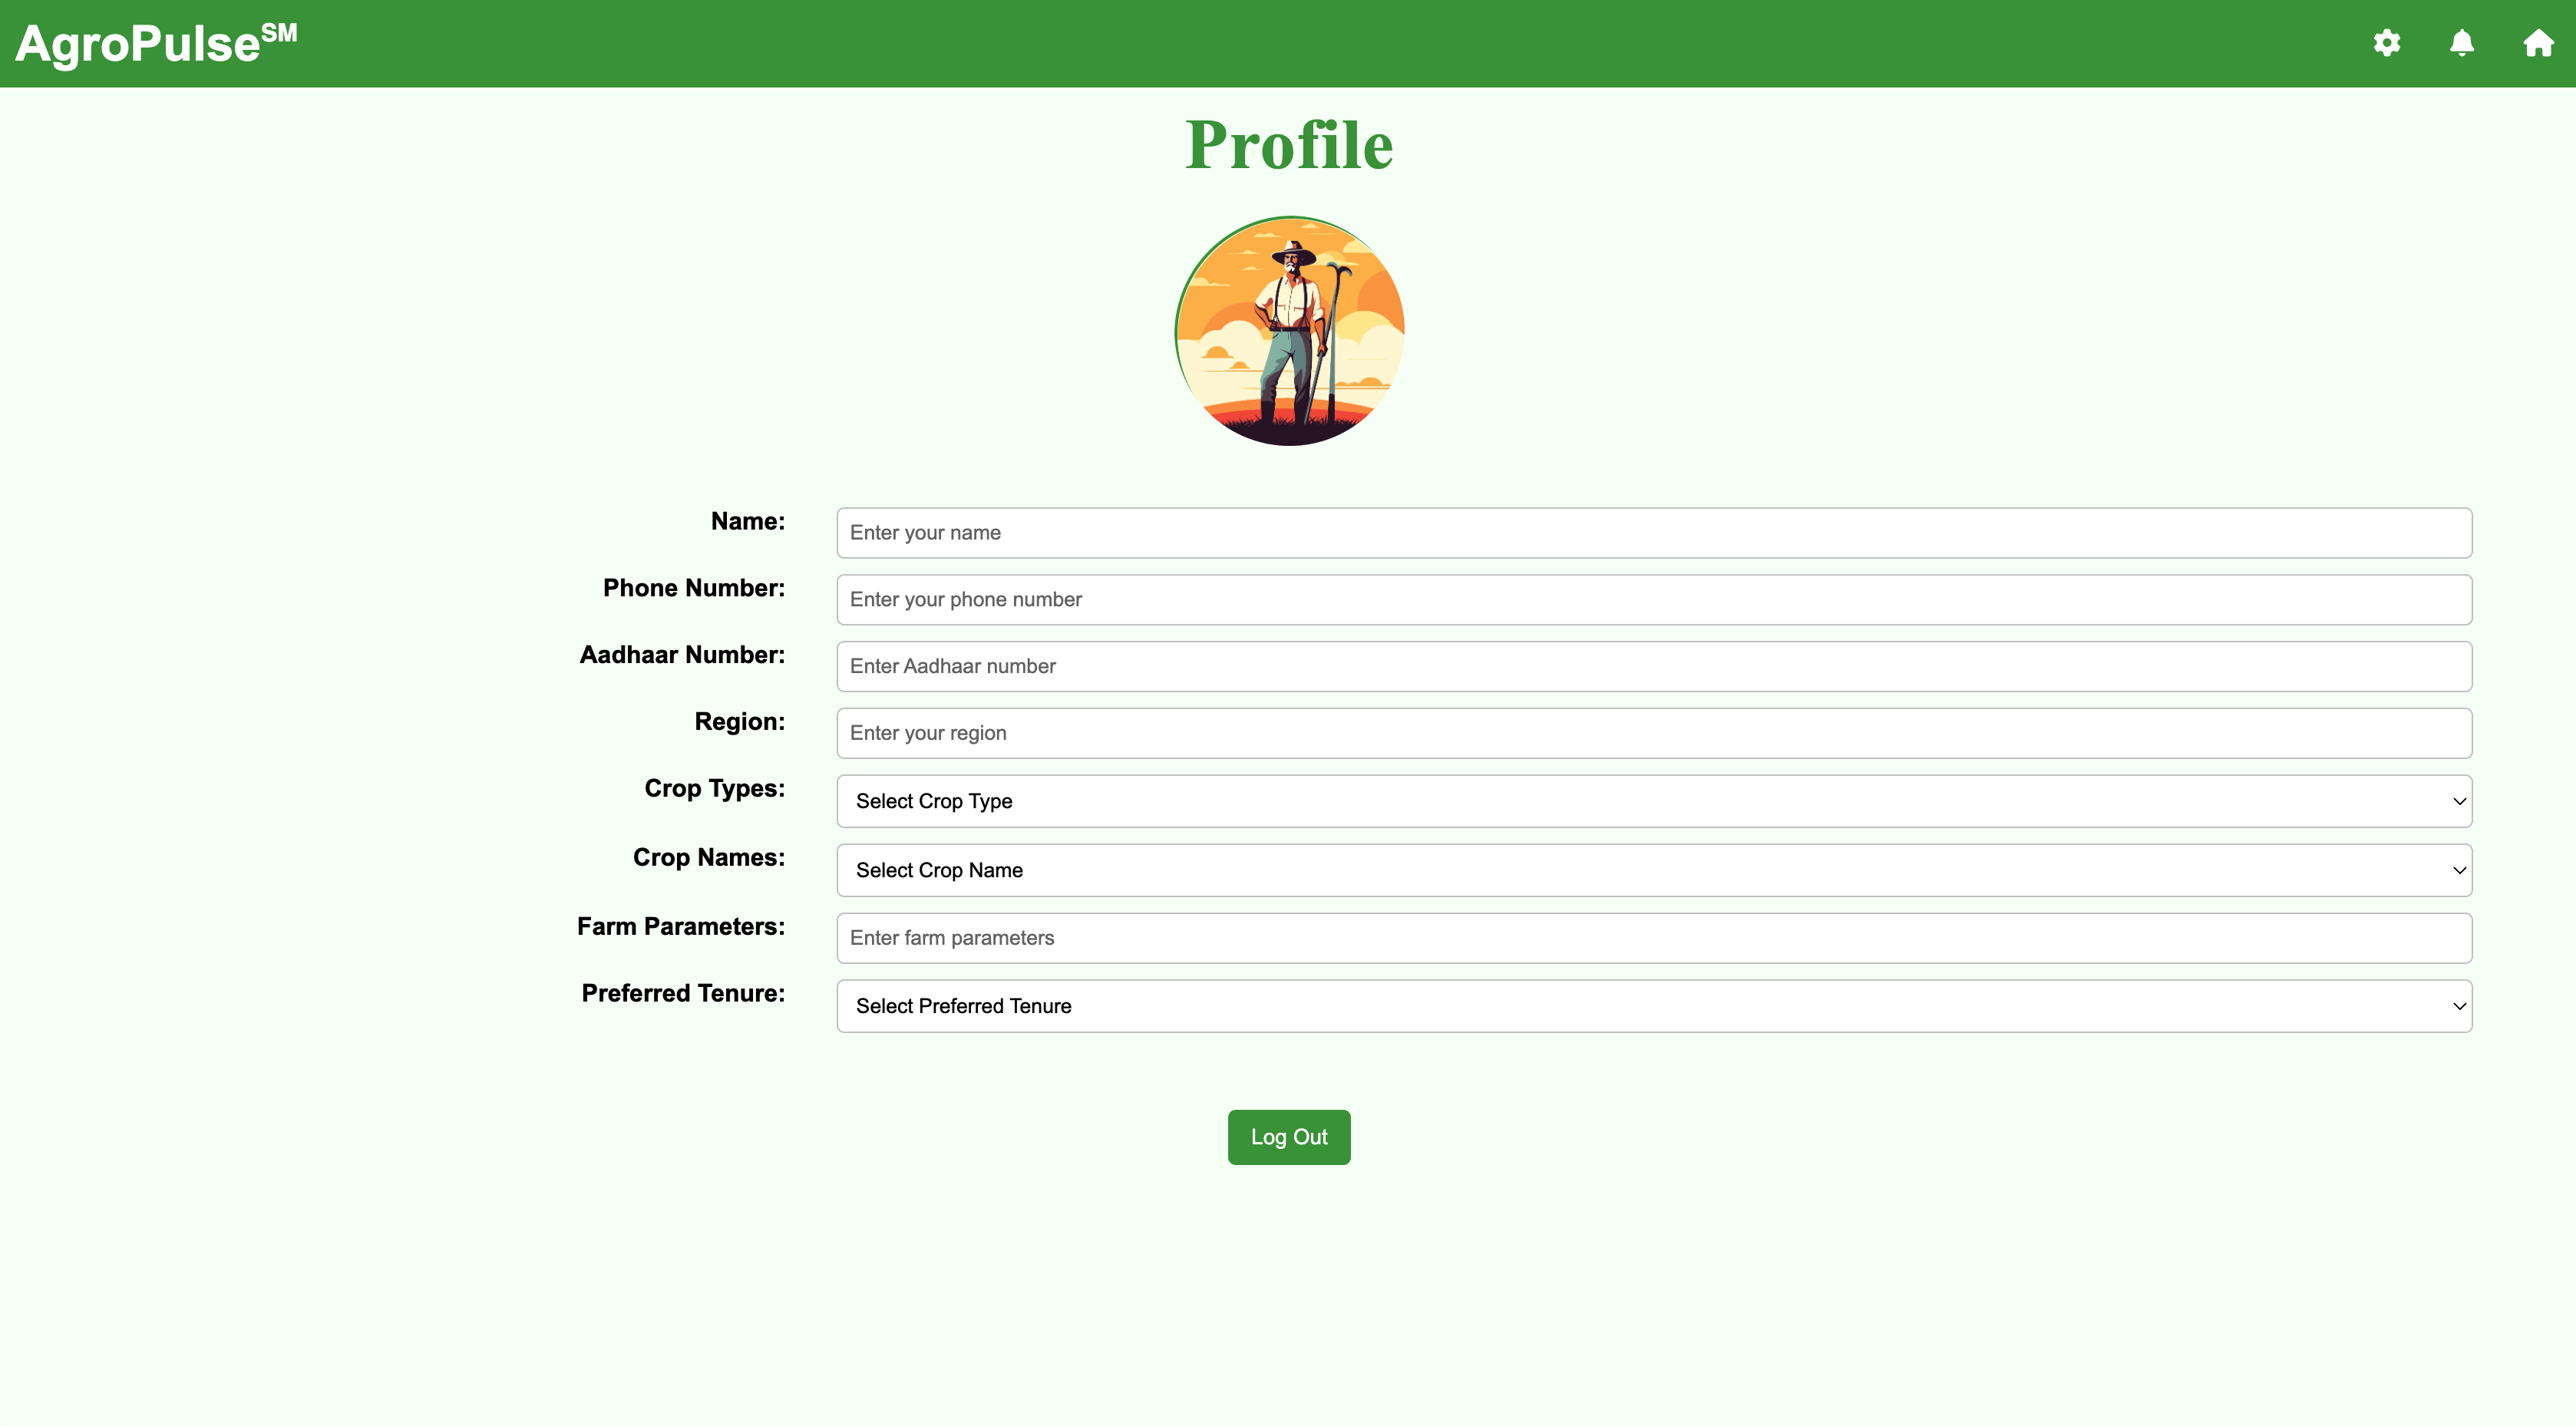 AgroPulse℠
Profile
Name: Enter your name
Phone Number: Enter your phone number
Aadhaar Number: Enter Aadhaar number
Region: Enter your region
Crop Types: Select Crop Type
Crop Names: Select Crop Name
Farm Parameters: Enter farm parameters
Preferred Tenure: Select Preferred Tenure
Log Out